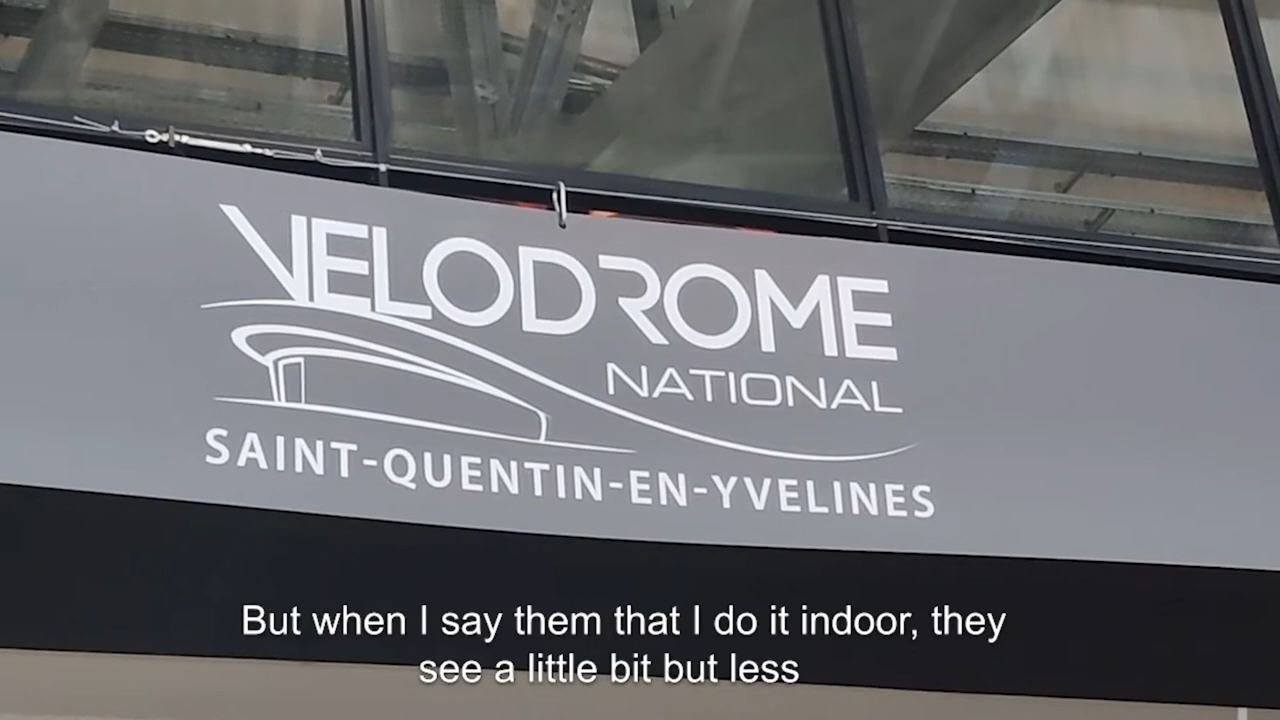 VELODROME
NATIONAL
SAINT-QUENTIN-EN-YVELINES
But when I say them that I do it indoor, they
see a little bit but less